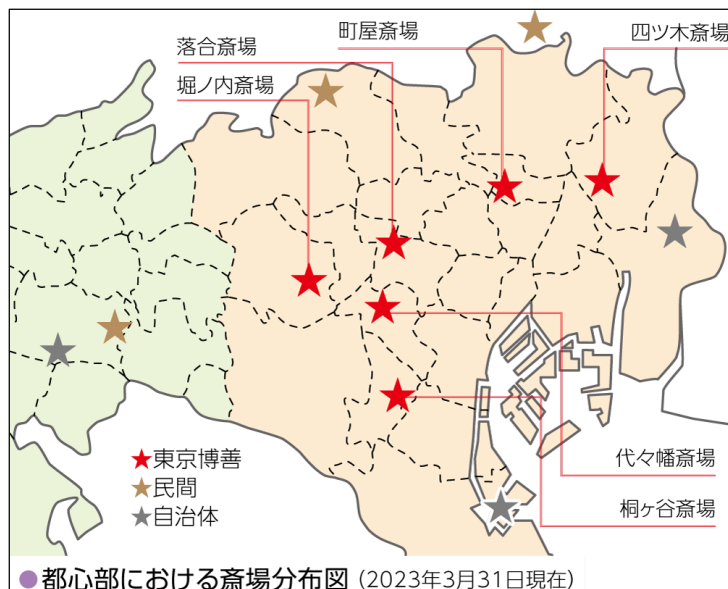 町屋斎場
四ツ木斎場
落合斎場
堀ノ内斎場
★東京博善
★民間
★自治体
代々幡斎場
桐ヶ谷斎場
●都心部における斎場分布図（2023年3月31日現在）